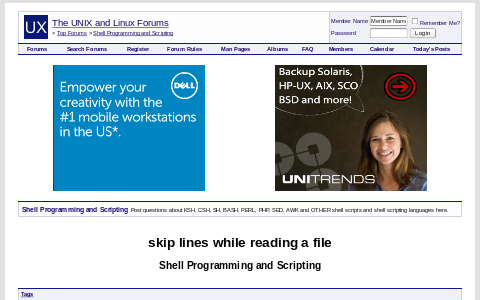 UX
The UNIX and Linux Forums
> Top Forums > Shell Programming and Scripting
Member Name Member Name Remember Me?
Password Login
Forums Search Forums Register Forum Rules Man Pages Albums FAQ Members Calendar Today's Posts
Empower your
creativity with the
#1 mobile workstations
in the US*.
DELL
Backup Solaris,
HP-UX, AIX, SCO
BSD and more!
UNITRENDS
Shell Programming and Scripting Post questions about KSH, CSH, SH, BASH, PERL, PHP, SED, AWK and OTHER shell scripts and shell scripting languages here.
skip lines while reading a file
Shell Programming and Scripting
Tags